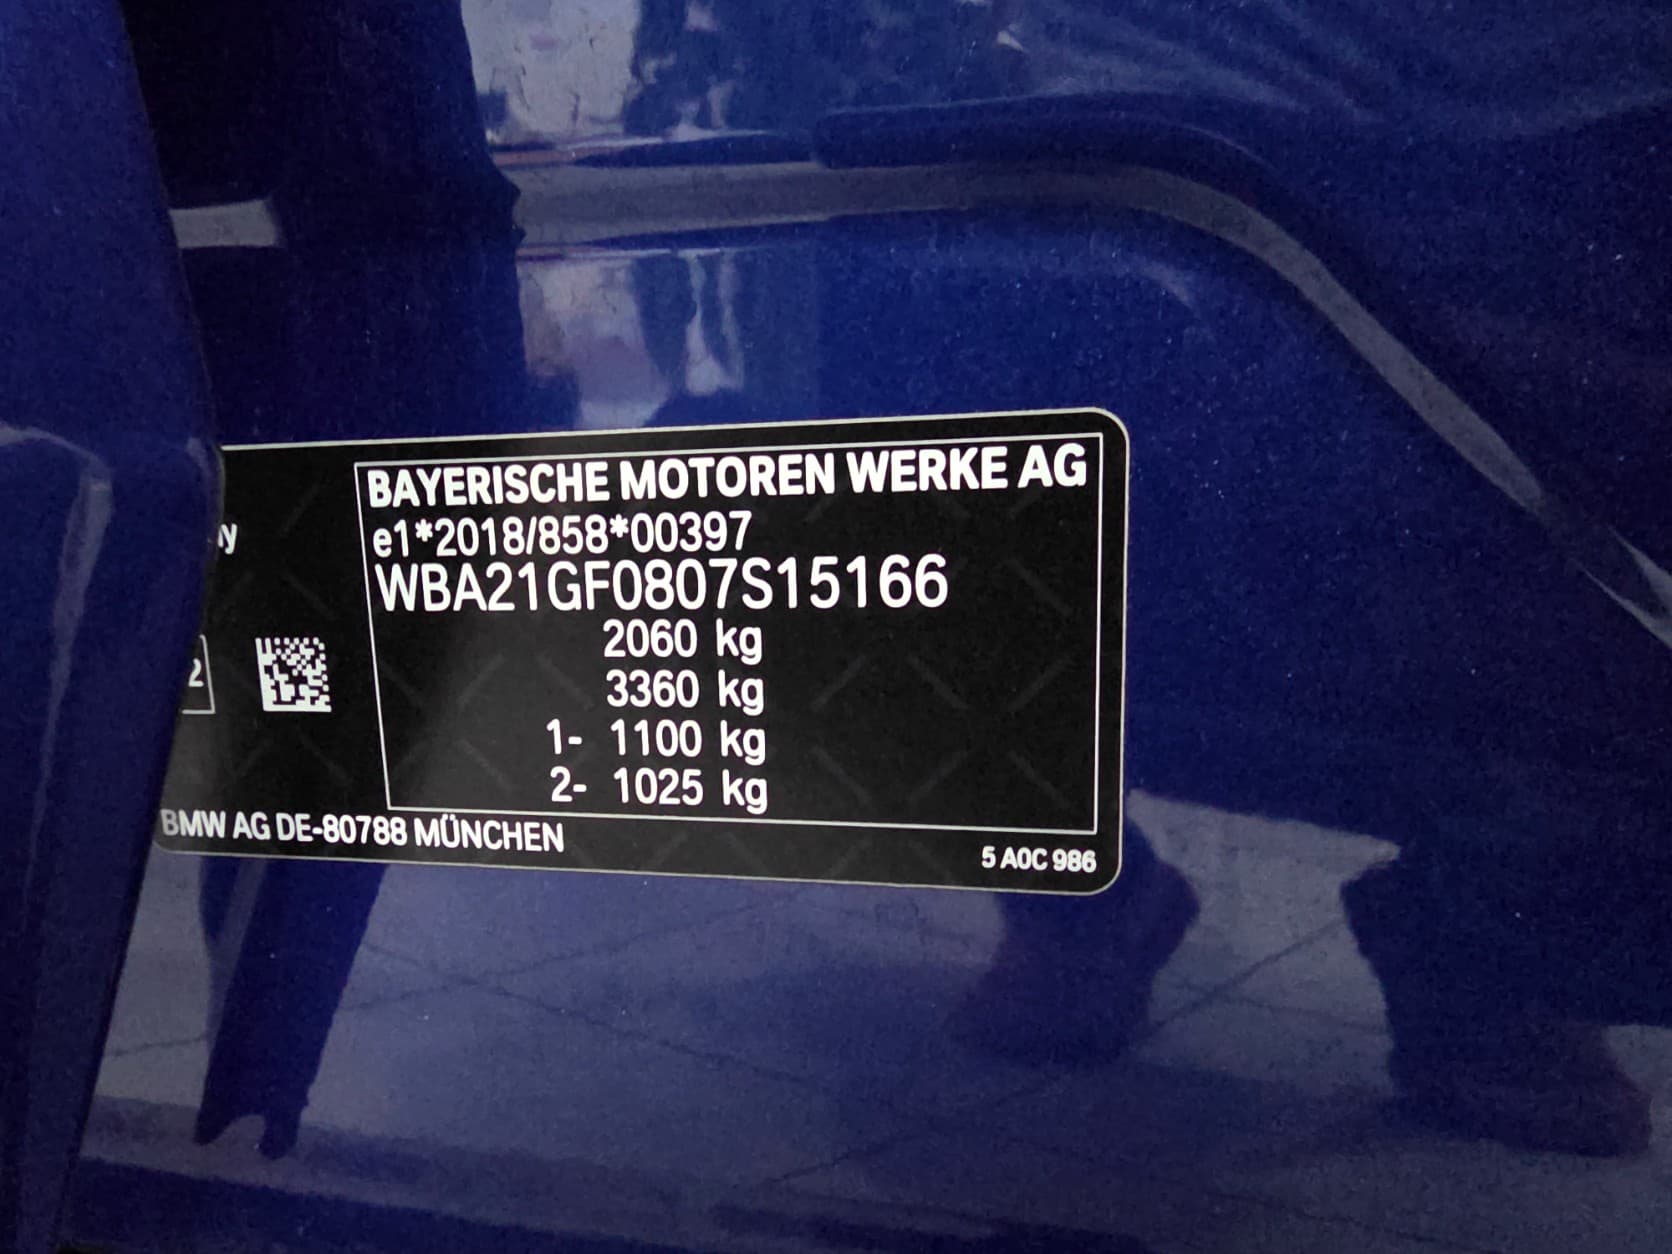 BAYERISCHE MOTOREN WERKE AG
e1*2018/858*00397
WBA21GF0807S15166
2060 kg
3360 kg
1- 1100 kg
2- 1025 kg
2
BMW AG DE-80788 MÜNCHEN
5 A0C 986